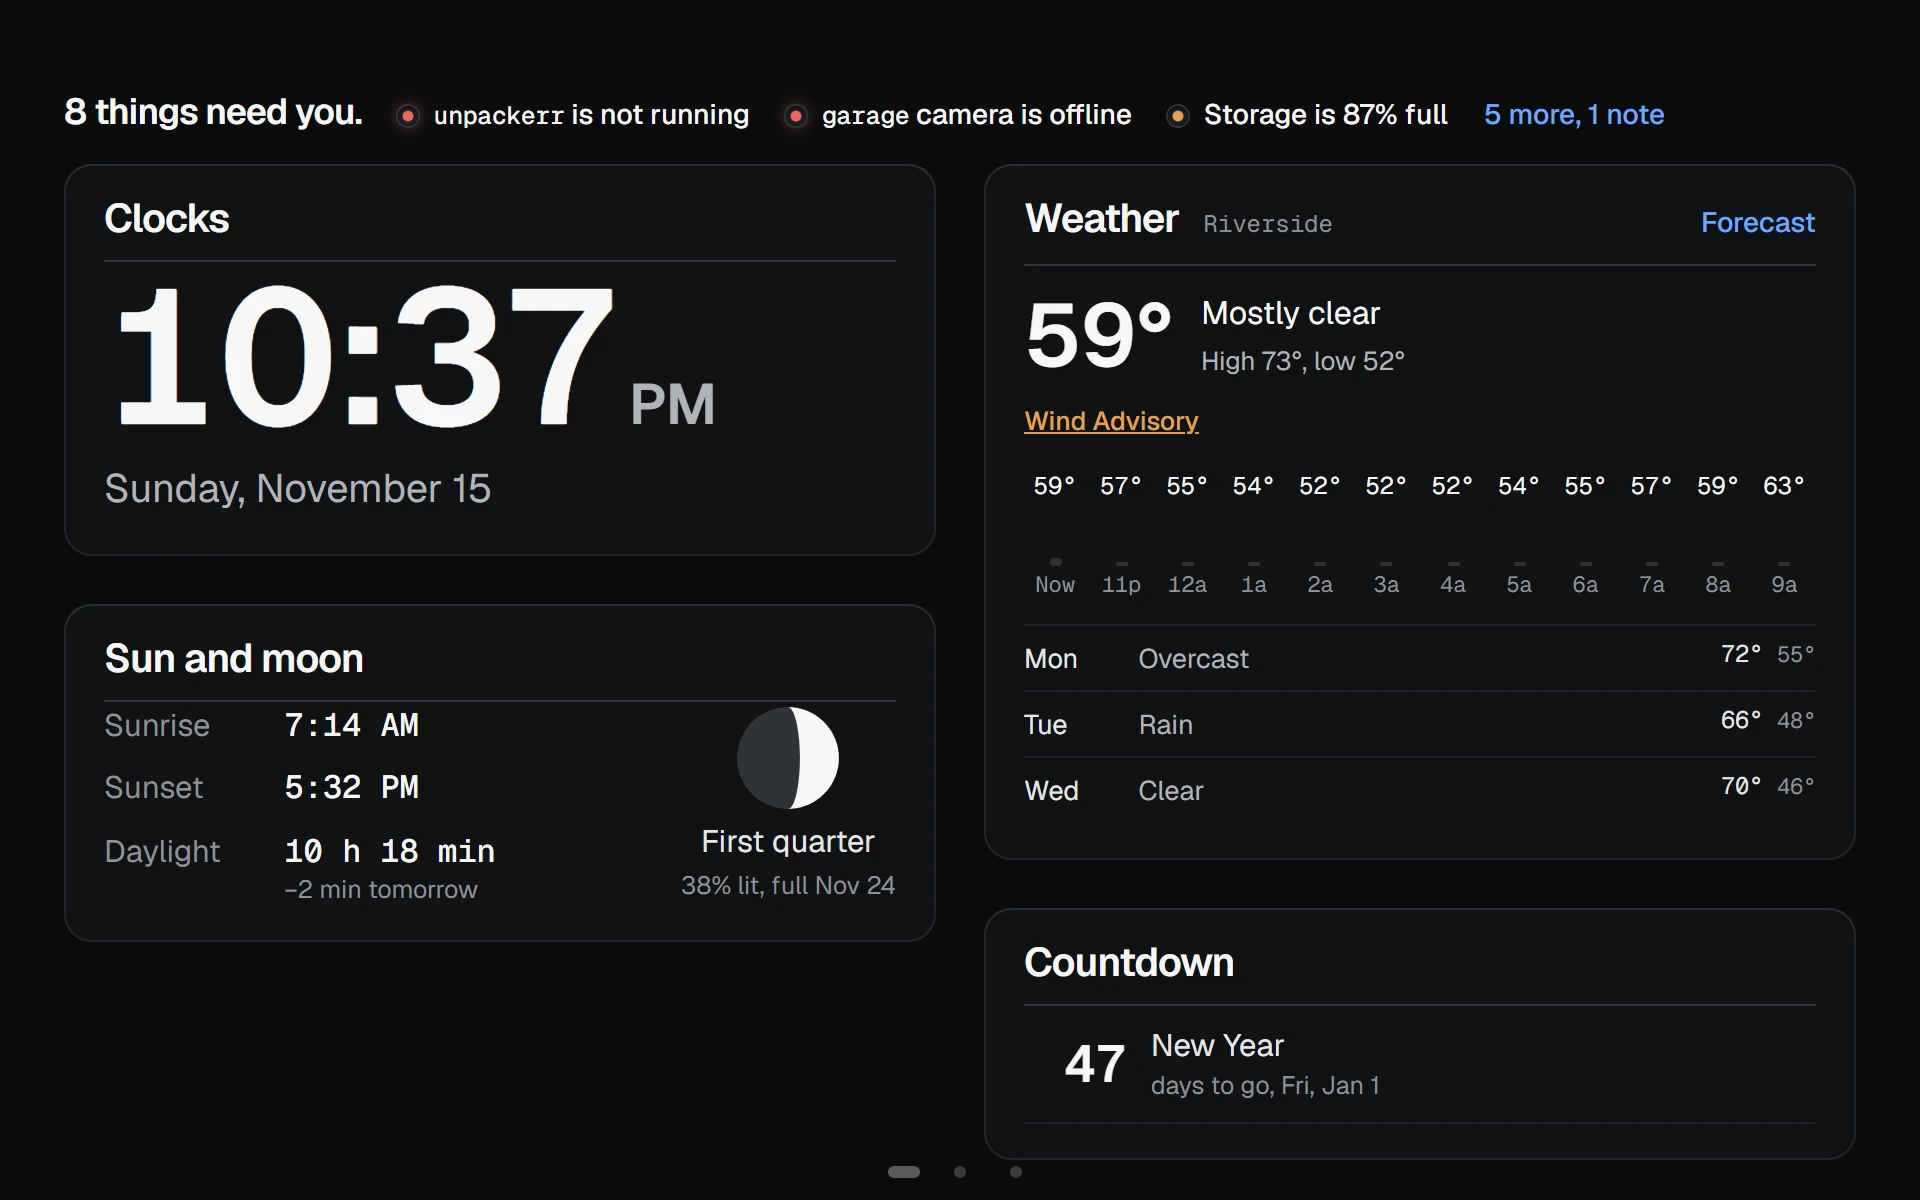 8 things need you. unpackerr is not running garage camera is offline Storage is 87% full 5 more, 1 note
Clocks
10:37 PM
Sunday, November 15
Sun and moon
Sunrise 7:14 AM
Sunset 5:32 PM
Daylight 10 h 18 min
−2 min tomorrow
First quarter
38% lit, full Nov 24
Weather Riverside Forecast
59° Mostly clear
High 73°, low 52°
Wind Advisory
59° 57° 55° 54° 52° 52° 52° 54° 55° 57° 59° 63°
Now 11p 12a 1a 2a 3a 4a 5a 6a 7a 8a 9a
Mon Overcast 72° 55°
Tue Rain 66° 48°
Wed Clear 70° 46°
Countdown
47 New Year
days to go, Fri, Jan 1